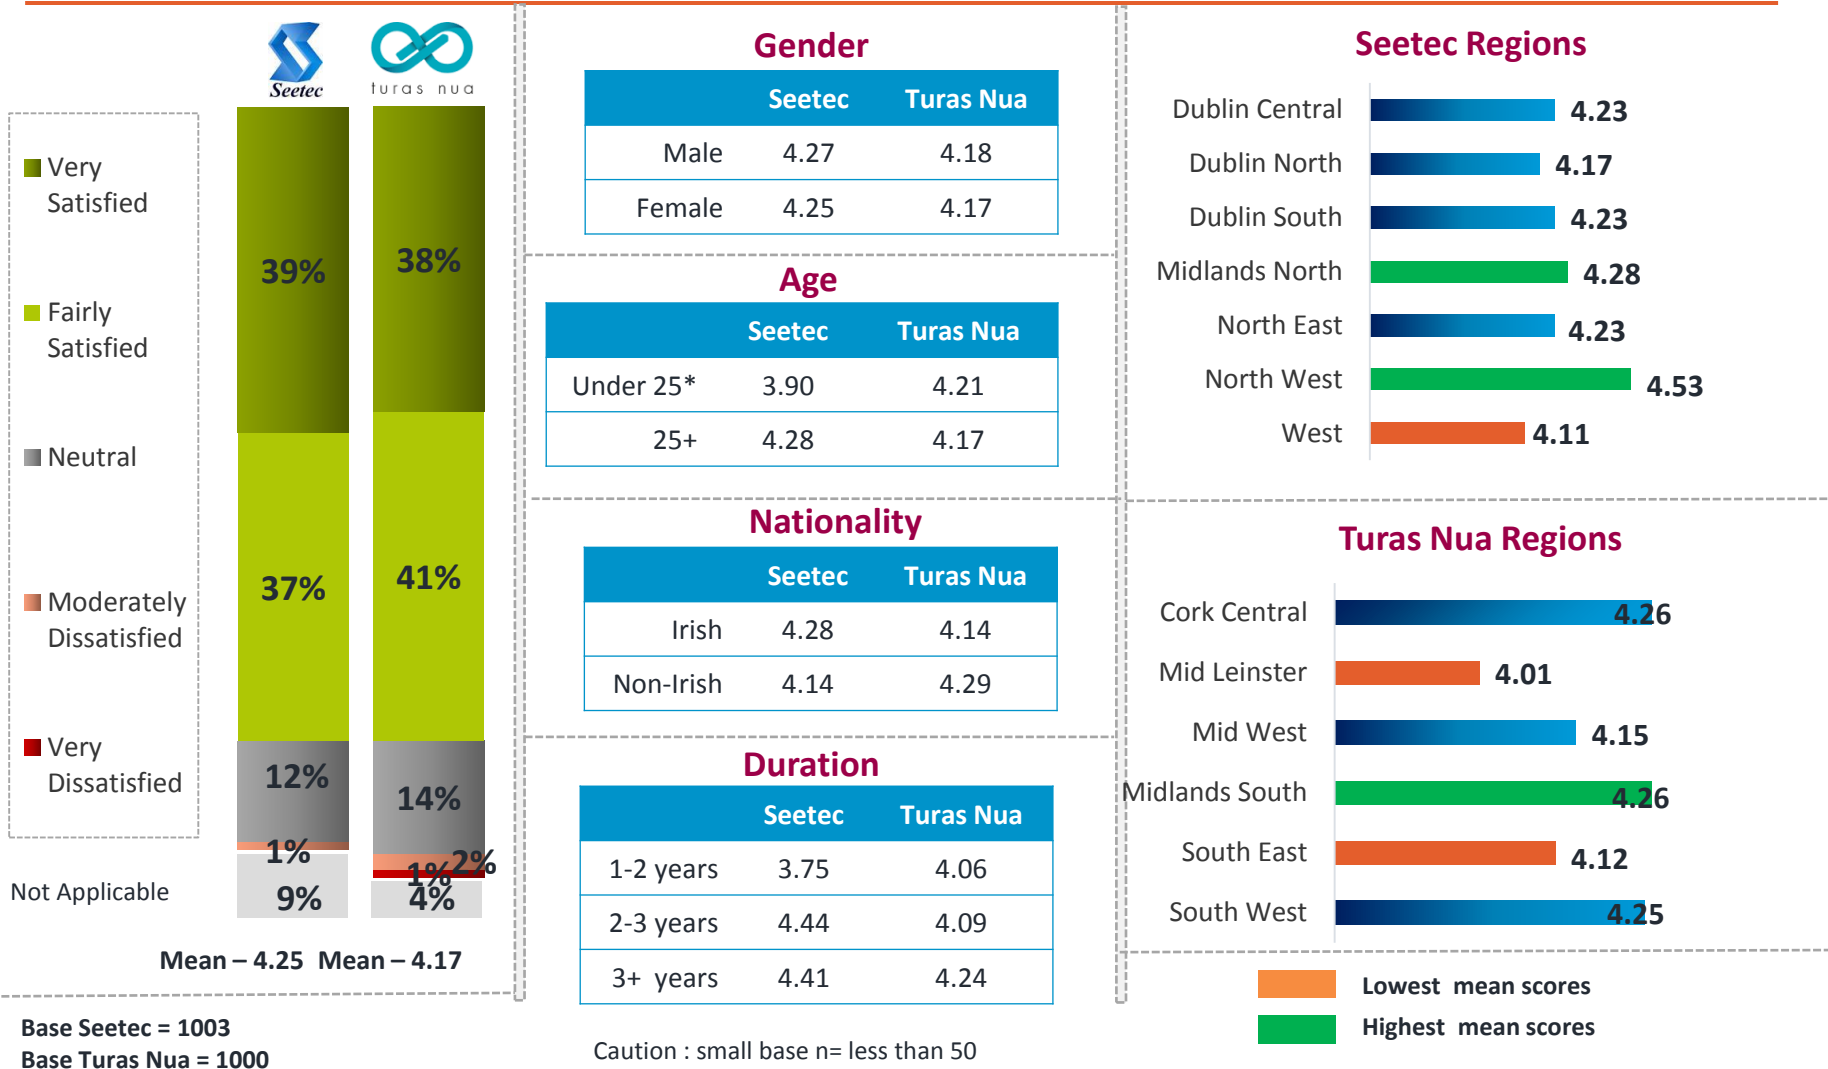 Seetec
turas nua
Very
Satisfied
Fairly
Satisfied
Neutral
Moderately
Dissatisfied
Very
Dissatisfied
Not Applicable
39%
38%
37%
41%
12%
14%
1%
2%
1%
9%
4%
Mean – 4.25 Mean – 4.17
Base Seetec = 1003
Base Turas Nua = 1000
Gender
Seetec Turas Nua
Male 4.27 4.18
Female 4.25 4.17
Age
Seetec Turas Nua
Under 25* 3.90 4.21
25+ 4.28 4.17
Nationality
Seetec Turas Nua
Irish 4.28 4.14
Non-Irish 4.14 4.29
Duration
Seetec Turas Nua
1-2 years 3.75 4.06
2-3 years 4.44 4.09
3+ years 4.41 4.24
Caution : small base n= less than 50
Seetec Regions
Dublin Central 4.23
Dublin North 4.17
Dublin South 4.23
Midlands North 4.28
North East 4.23
North West 4.53
West 4.11
Turas Nua Regions
Cork Central 4.26
Mid Leinster 4.01
Mid West 4.15
Midlands South 4.26
South East 4.12
South West 4.25
Lowest mean scores
Highest mean scores